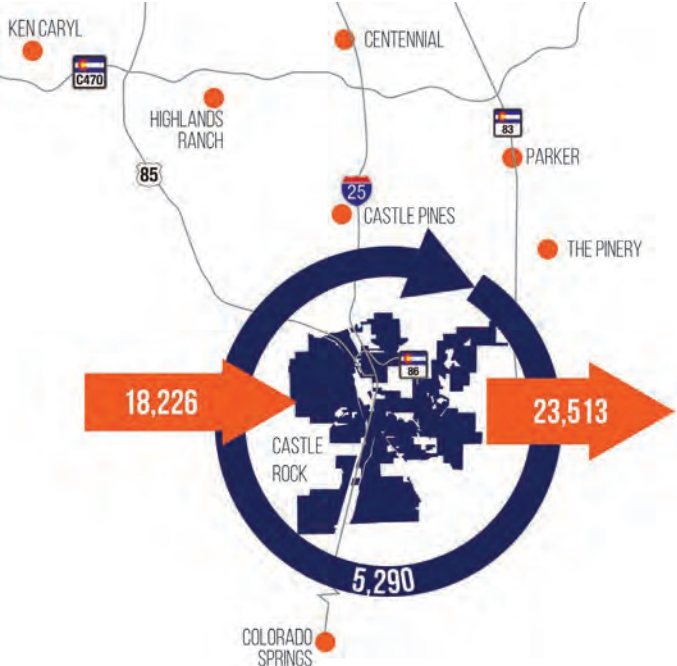 KEN CARYL
C470
CENTENNIAL
HIGHLANDS
RANCH
83
PARKER
85
25
CASTLE PINES
THE PINERY
86
18,226
23,513
CASTLE
ROCK
5,290
COLORADO
SPRINGS